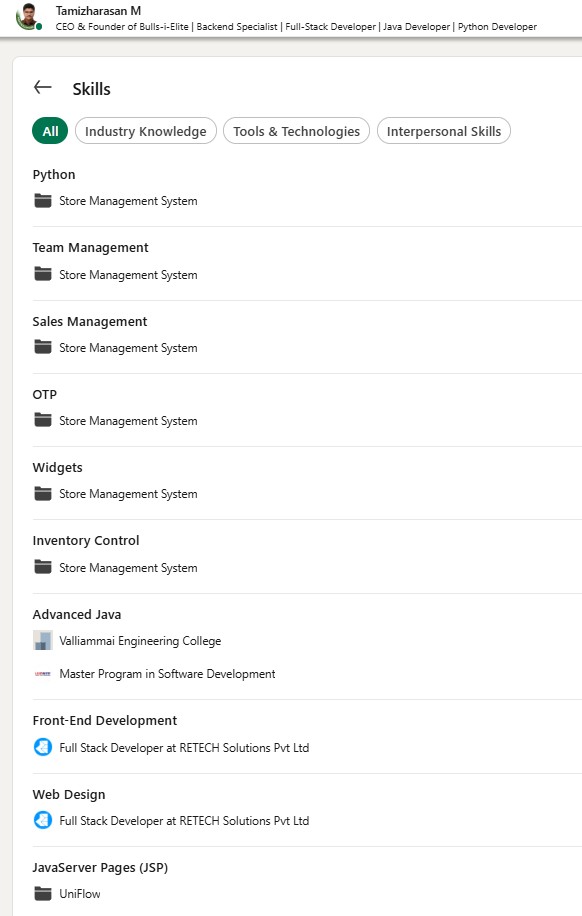 Tamizharasan M
CEO & Founder of Bulls-i-Elite | Backend Specialist | Full-Stack Developer | Java Developer | Python Developer
Skills
All
Industry Knowledge
Tools & Technologies
Interpersonal Skills
Python
Store Management System
Team Management
Store Management System
Sales Management
Store Management System
OTP
Store Management System
Widgets
Store Management System
Inventory Control
Store Management System
Advanced Java
Valliammai Engineering College
Master Program in Software Development
Front-End Development
Full Stack Developer at RETECH Solutions Pvt Ltd
Web Design
Full Stack Developer at RETECH Solutions Pvt Ltd
JavaServer Pages (JSP)
UniFlow